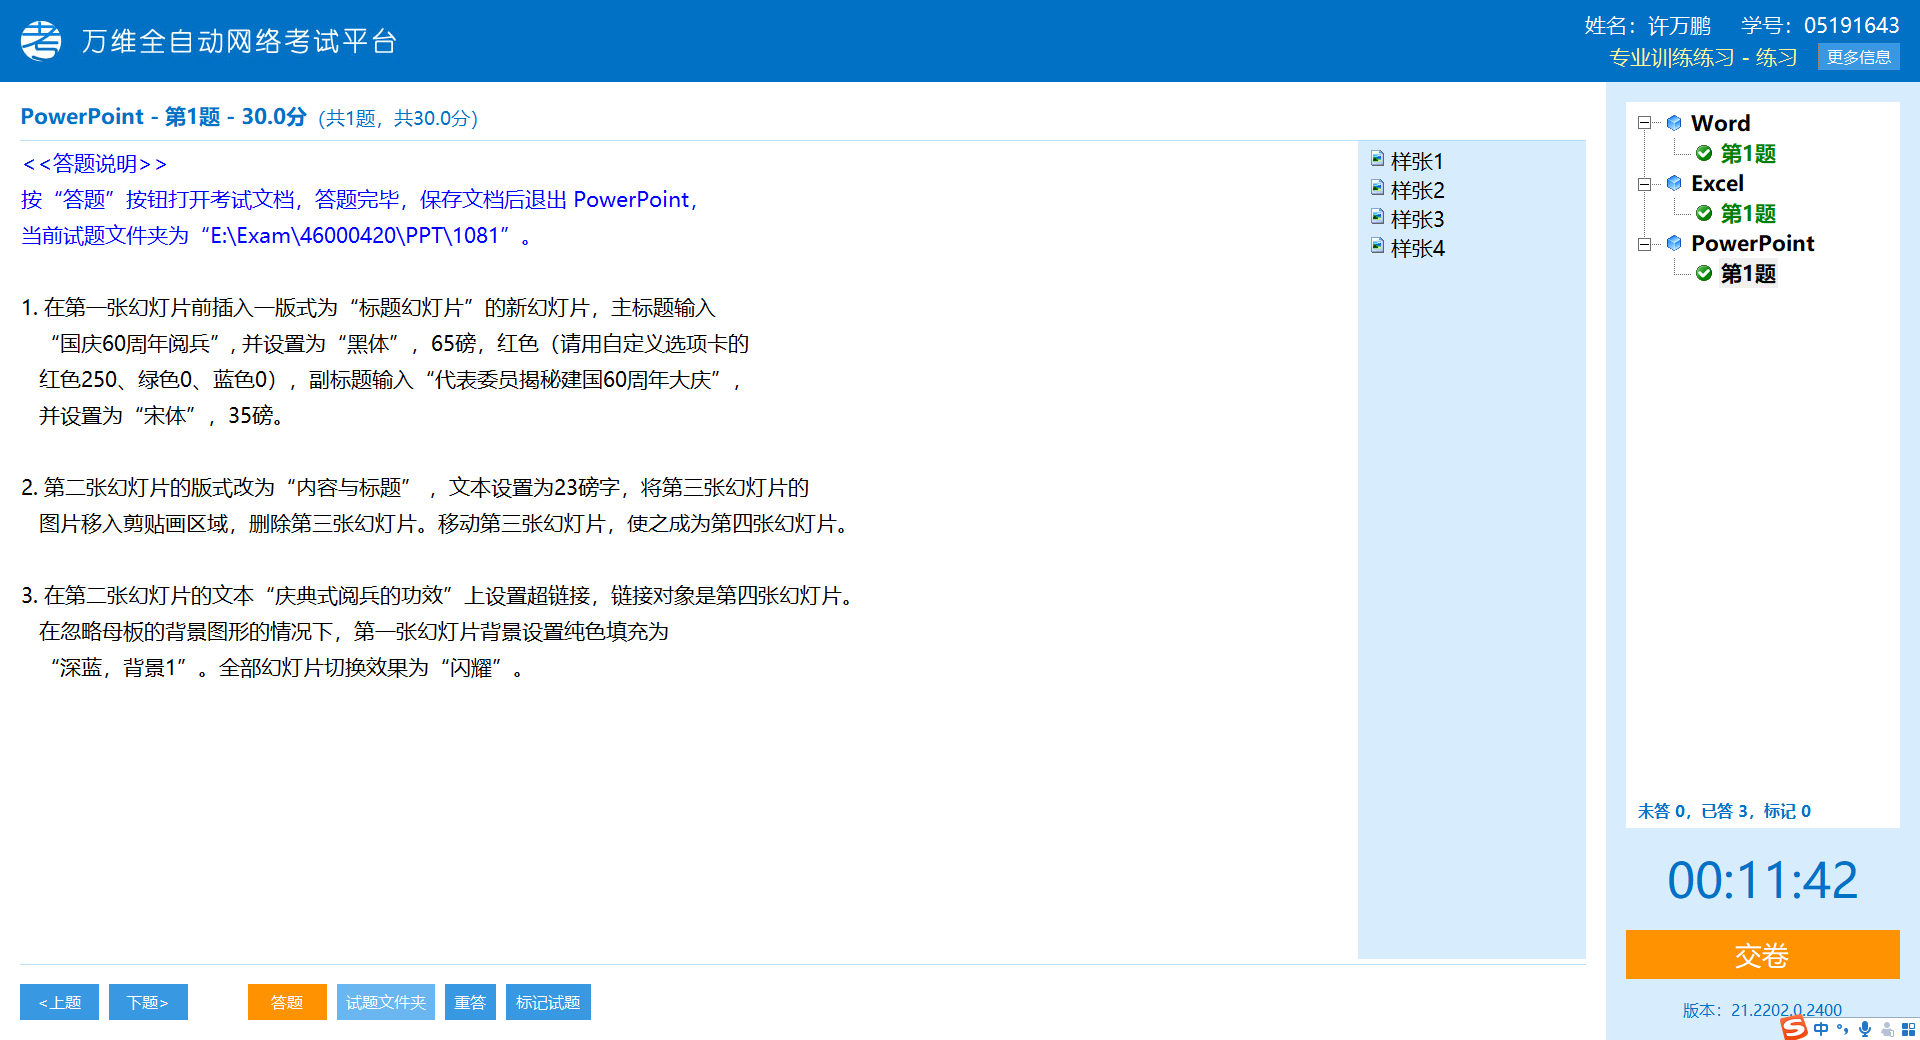 万维全自动网络考试平台
姓名：许万鹏 学号：05191643
专业训练练习 - 练习 更多信息
PowerPoint - 第1题 - 30.0分 (共1题，共30.0分)
<<答题说明>>
按“答题”按钮打开考试文档，答题完毕，保存文档后退出 PowerPoint，
当前试题文件夹为“E:\Exam\46000420\PPT\1081”。
1. 在第一张幻灯片前插入一版式为“标题幻灯片”的新幻灯片，主标题输入
“国庆60周年阅兵”, 并设置为“黑体”，65磅，红色（请用自定义选项卡的
红色250、绿色0、蓝色0），副标题输入“代表委员揭秘建国60周年大庆”，
并设置为“宋体”，35磅。
2. 第二张幻灯片的版式改为“内容与标题”，文本设置为23磅字，将第三张幻灯片的
图片移入剪贴画区域，删除第三张幻灯片。移动第三张幻灯片，使之成为第四张幻灯片。
3. 在第二张幻灯片的文本“庆典式阅兵的功效”上设置超链接，链接对象是第四张幻灯片。
在忽略母板的背景图形的情况下，第一张幻灯片背景设置纯色填充为
“深蓝，背景1”。全部幻灯片切换效果为“闪耀”。
样张1
样张2
样张3
样张4
Word
第1题
Excel
第1题
PowerPoint
第1题
未答 0，已答 3，标记 0
00:11:42
交卷
版本：21.2202.0.2400
<上题 下题> 答题 试题文件夹 重答 标记试题
中